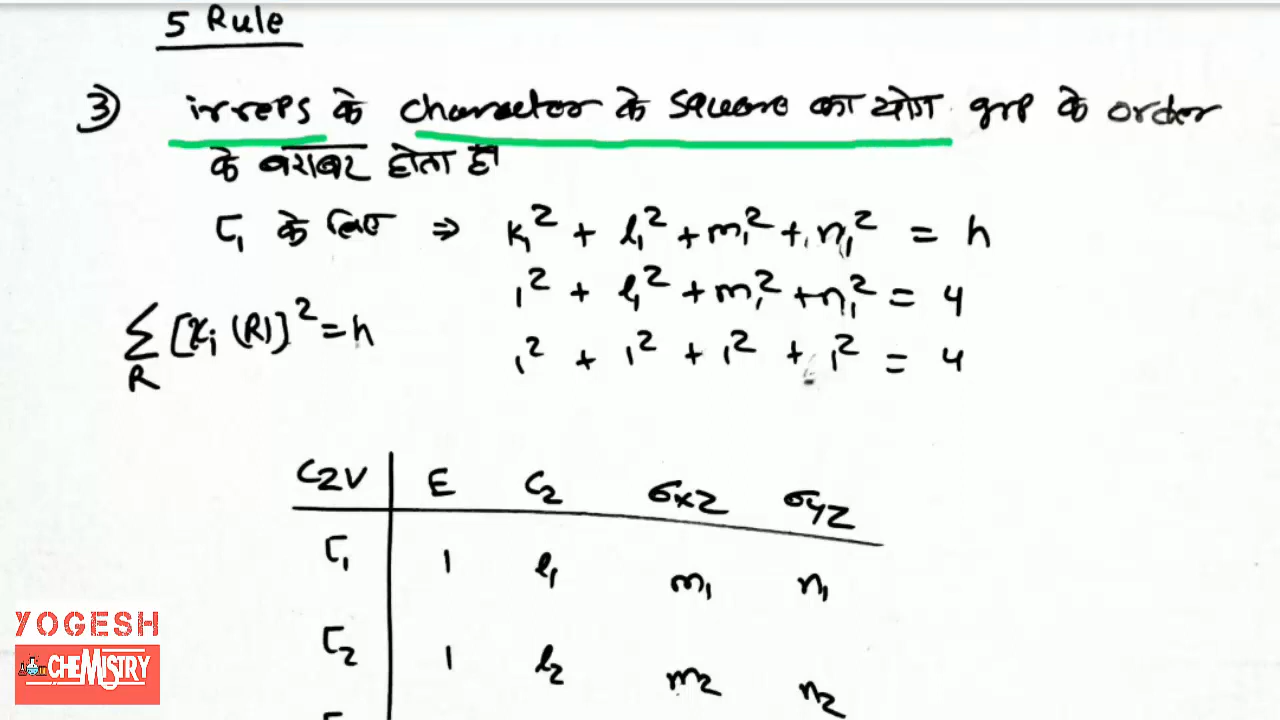 5 Rule
3) irreps के character के square का योग grp के order
के बराबर होता है
Γ₁ के लिए ⇒ k₁² + l₁² + m₁² + n₁² = h
1² + l₁² + m₁² + n₁² = 4
∑ [χᵢ (R)]² = h
R
1² + 1² + 1² + 1² = 4
C₂V E C₂ σxz σyz
Γ₁ 1 l₁ m₁ n₁
Γ₂ 1 l₂ m₂ n₂
YOGESH
CHEMISTRY